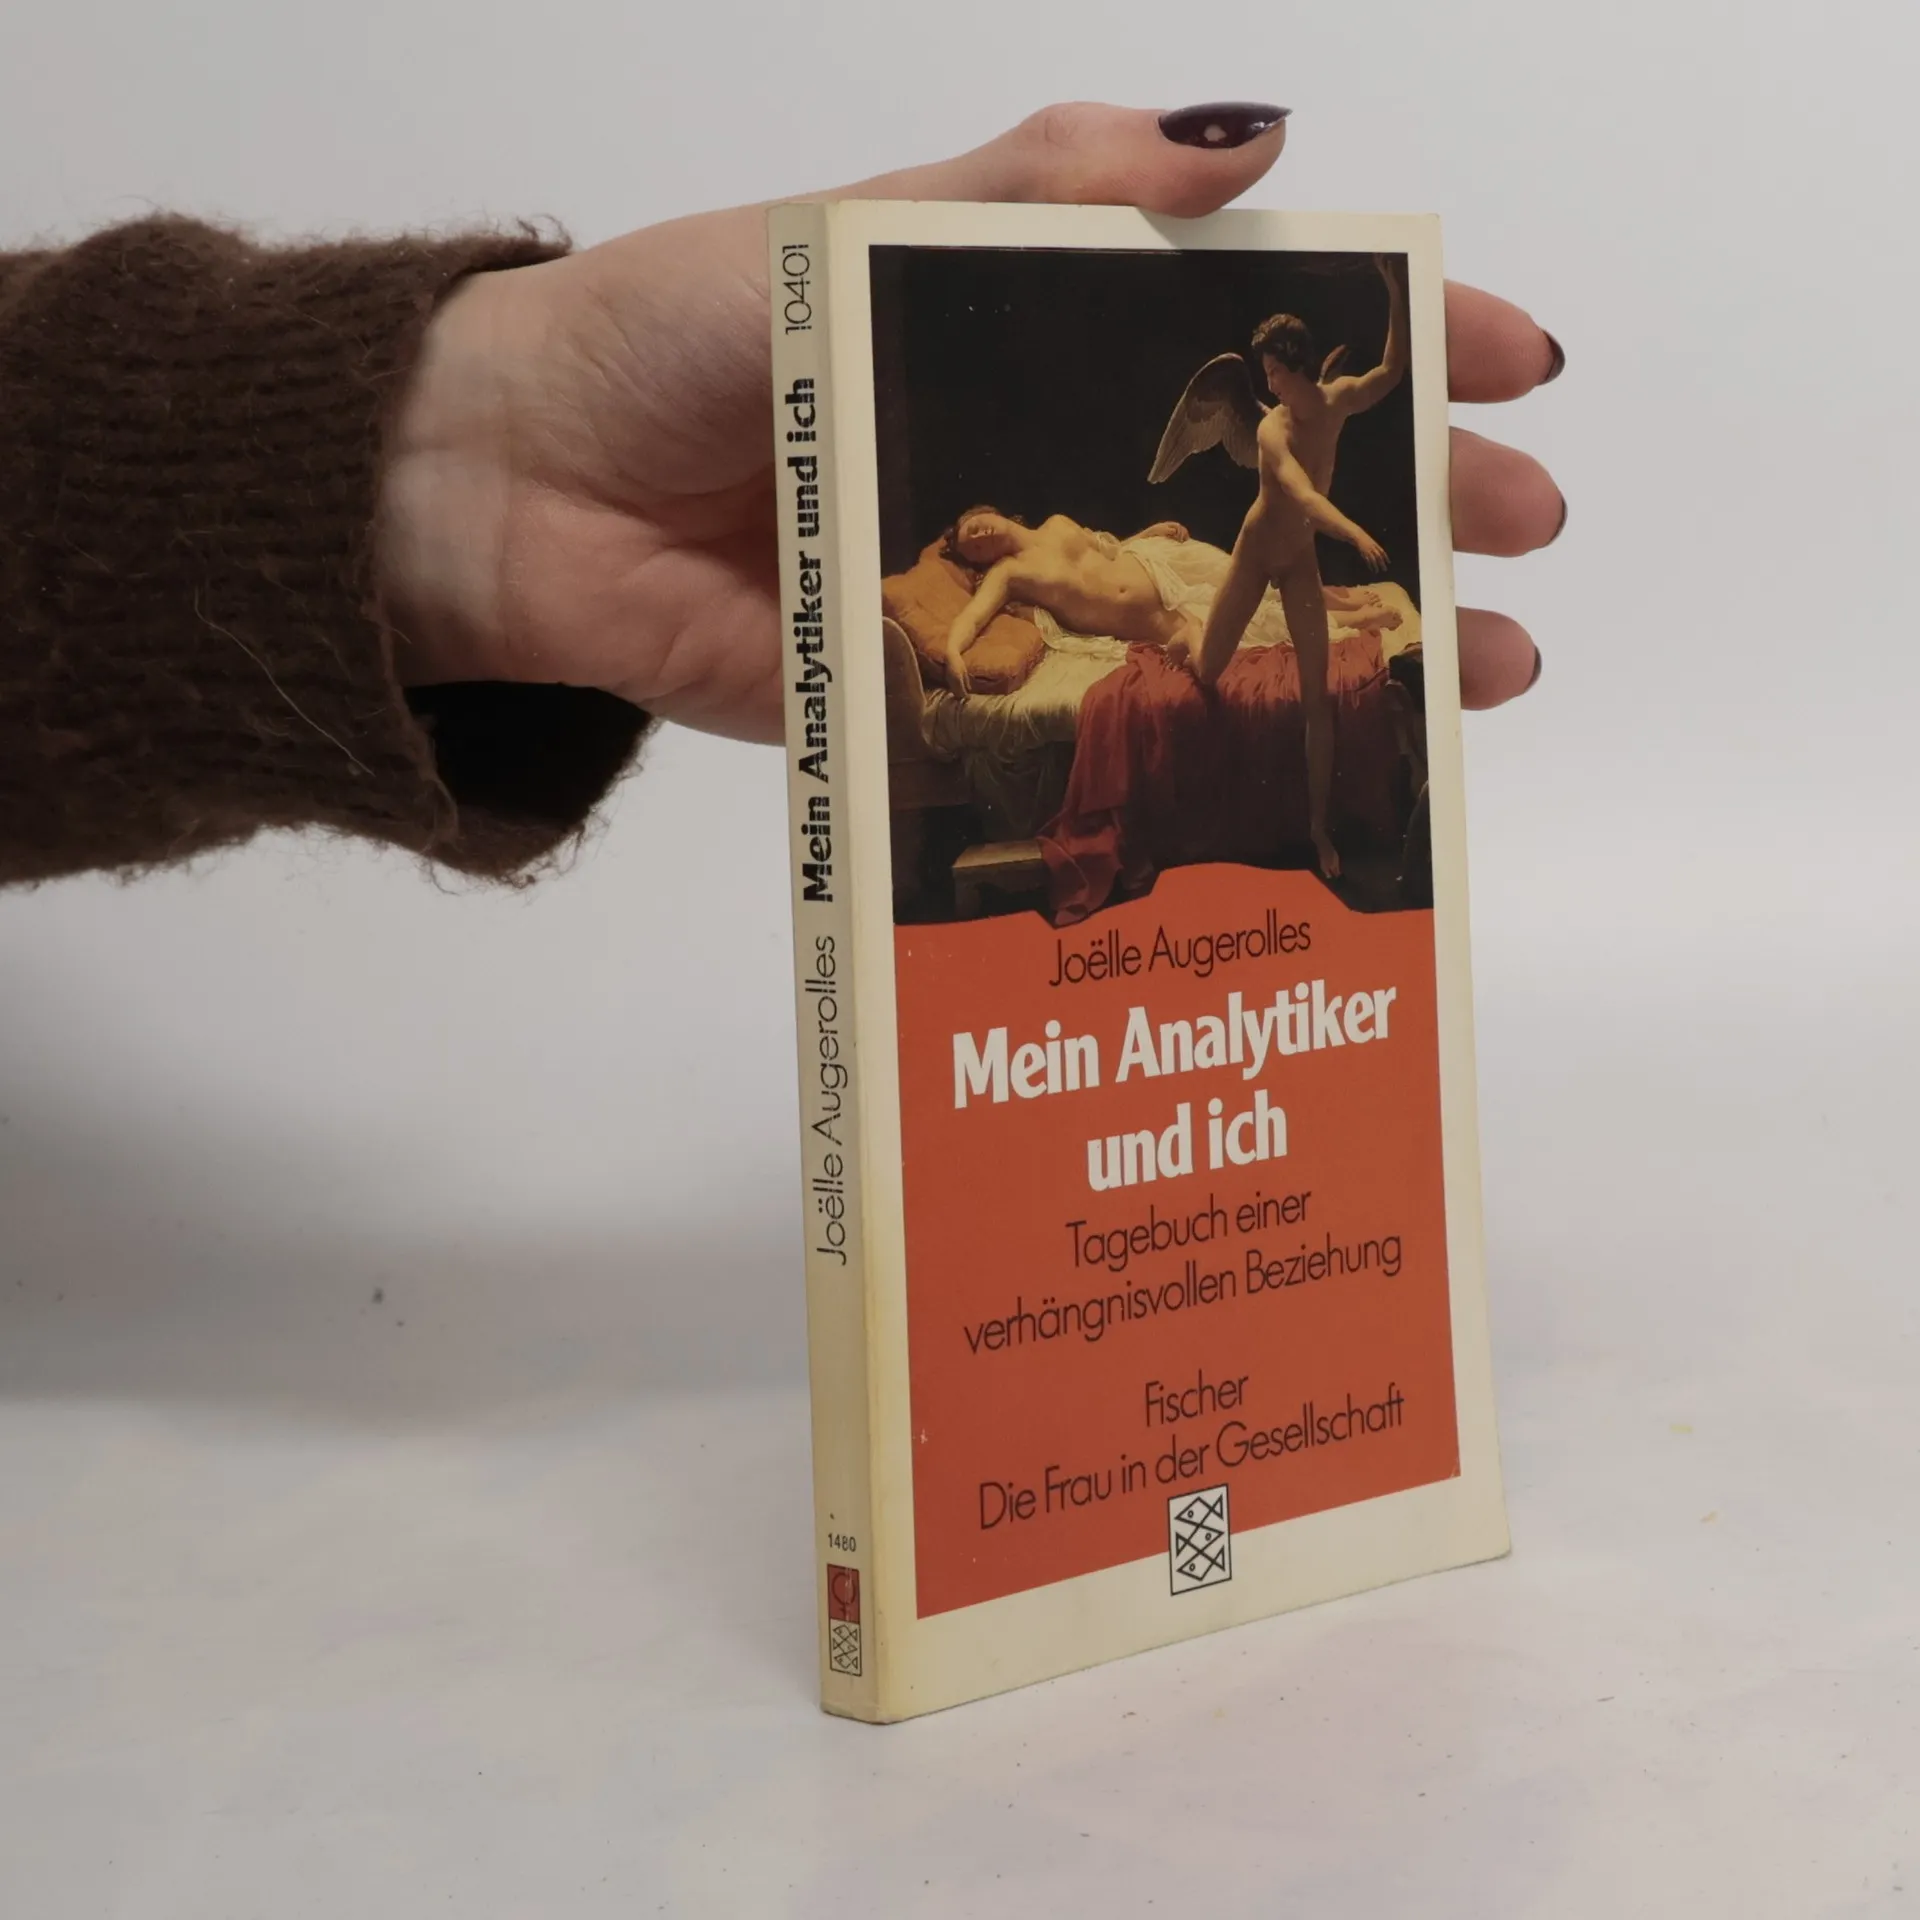 Joëlle Augerolles Mein Analytiker und ich 10401
1480
Joëlle Augerolles
Mein Analytiker
und ich
Tagebuch einer
verhängnisvollen Beziehung
Fischer
Die Frau in der Gesellschaft